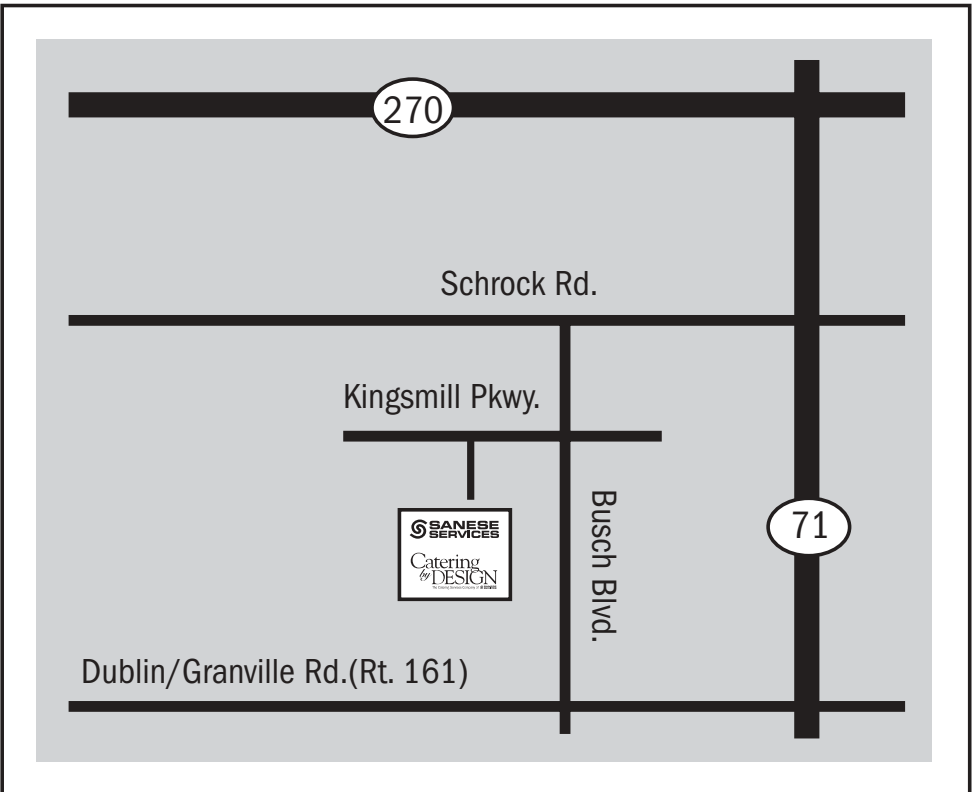 270
Schrock Rd.
Kingsmill Pkwy.
SANESE
SERVICES
Catering
by DESIGN
Busch Blvd.
71
Dublin/Granville Rd.(Rt. 161)